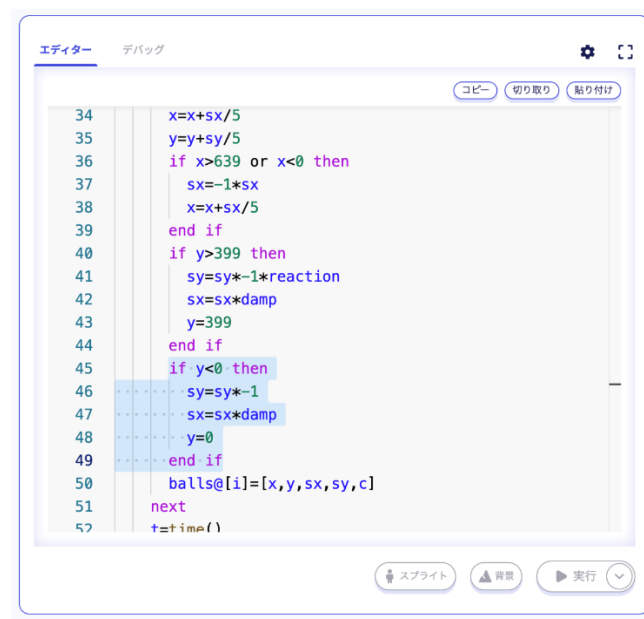 エディター デバッグ
コピー 切り取り 貼り付け
34 x=x+sx/5
35 y=y+sy/5
36 if x>639 or x<0 then
37 sx=-1*sx
38 x=x+sx/5
39 end if
40 if y>399 then
41 sy=sy*-1*reaction
42 sx=sx*damp
43 y=399
44 end if
45 if y<0 then
46 sy=sy*-1
47 sx=sx*damp
48 y=0
49 end if
50 balls@[i]=[x,y,sx,sy,c]
51 next
52 t=time()
スプライト 背景 実行